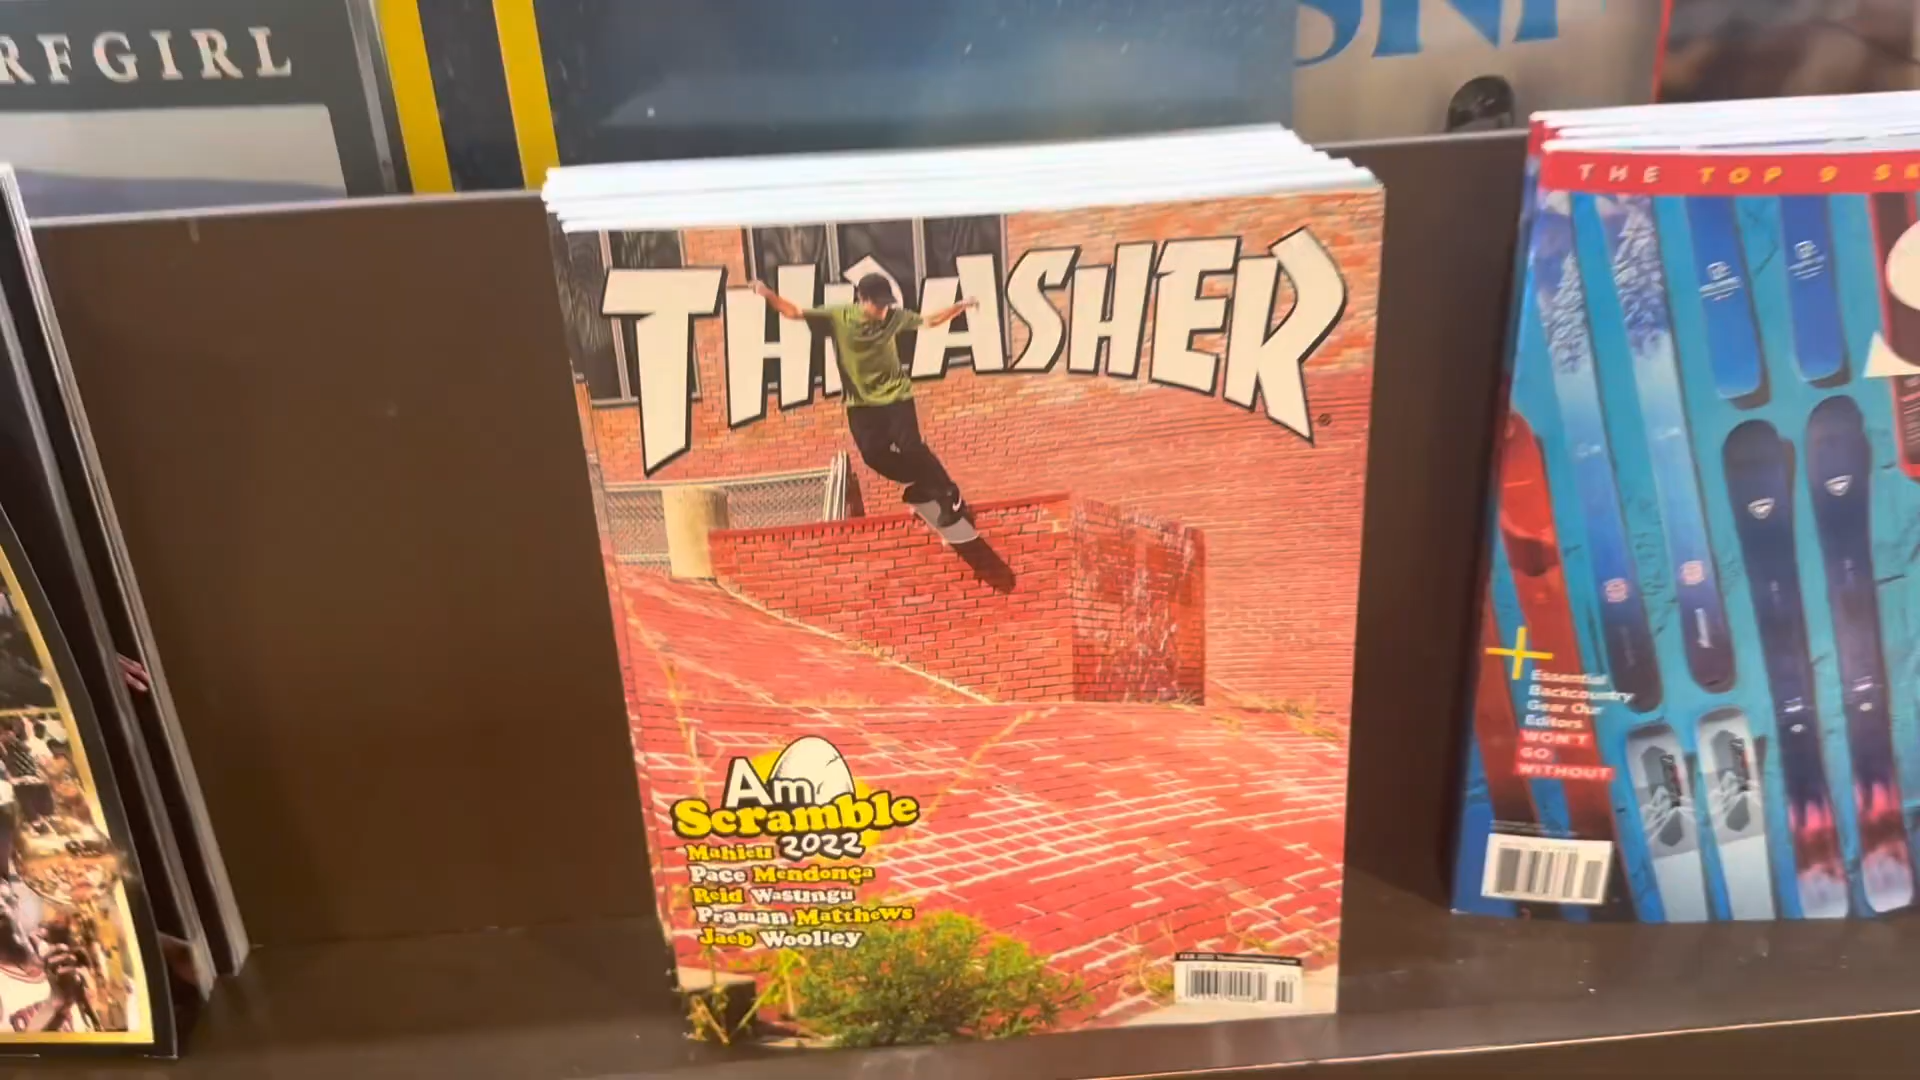 RFGIRL
THRASHER
Am
Scramble
2022
Mahieu
Pace Mendonça
Reid Wasungu
Praman Matthews
Jacb Woolley
THE TOP 9
+
Essential
Backcountry
Gear Our
Editors
WON'T
GO
WITHOUT